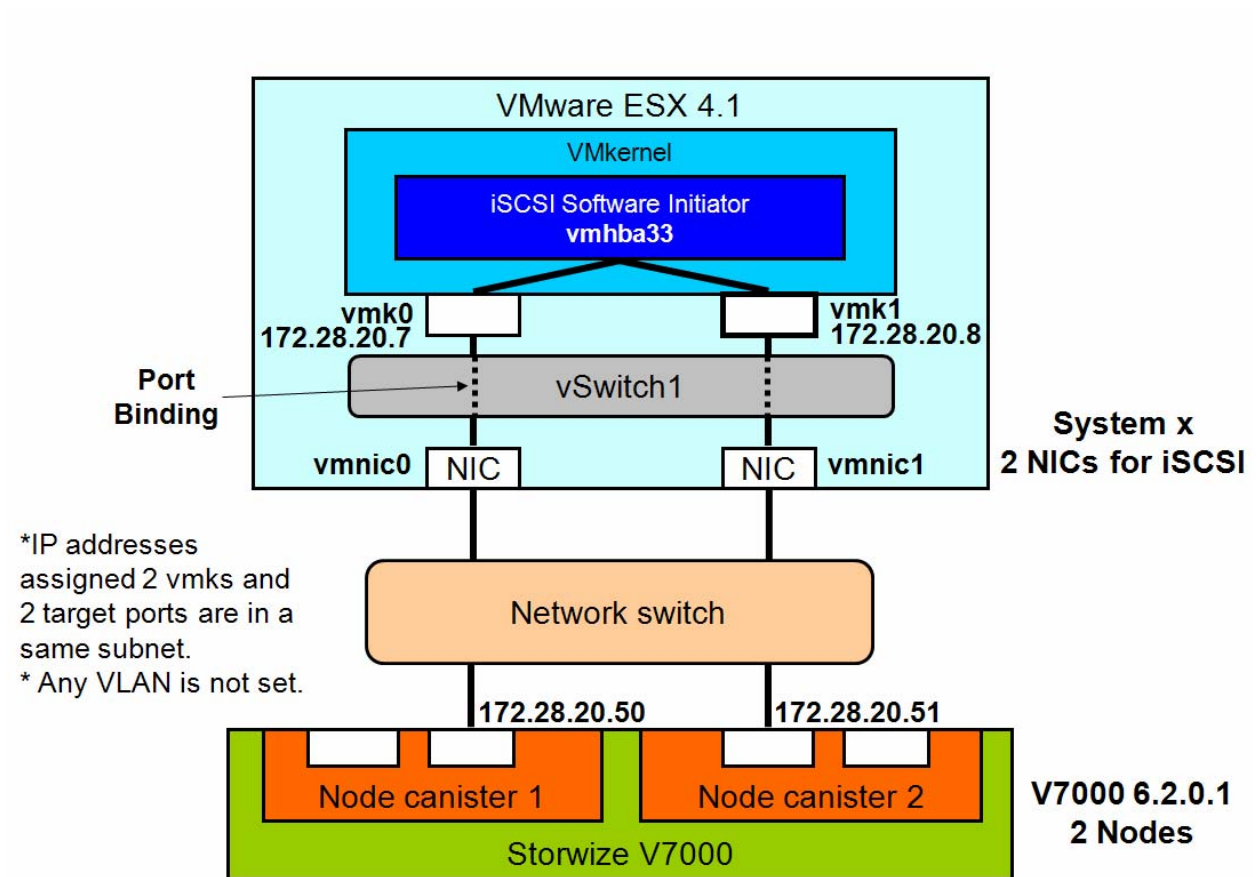 VMware ESX 4.1
VMkernel
iSCSI Software Initiator
vmhba33
vmk0
172.28.20.7
vmk1
172.28.20.8
Port
Binding
vSwitch1
vmnic0
NIC
NIC
vmnic1
System x
2 NICs for iSCSI
*IP addresses
assigned 2 vmks and
2 target ports are in a
same subnet.
* Any VLAN is not set.
Network switch
172.28.20.50
172.28.20.51
Node canister 1
Node canister 2
Storwize V7000
V7000 6.2.0.1
2 Nodes